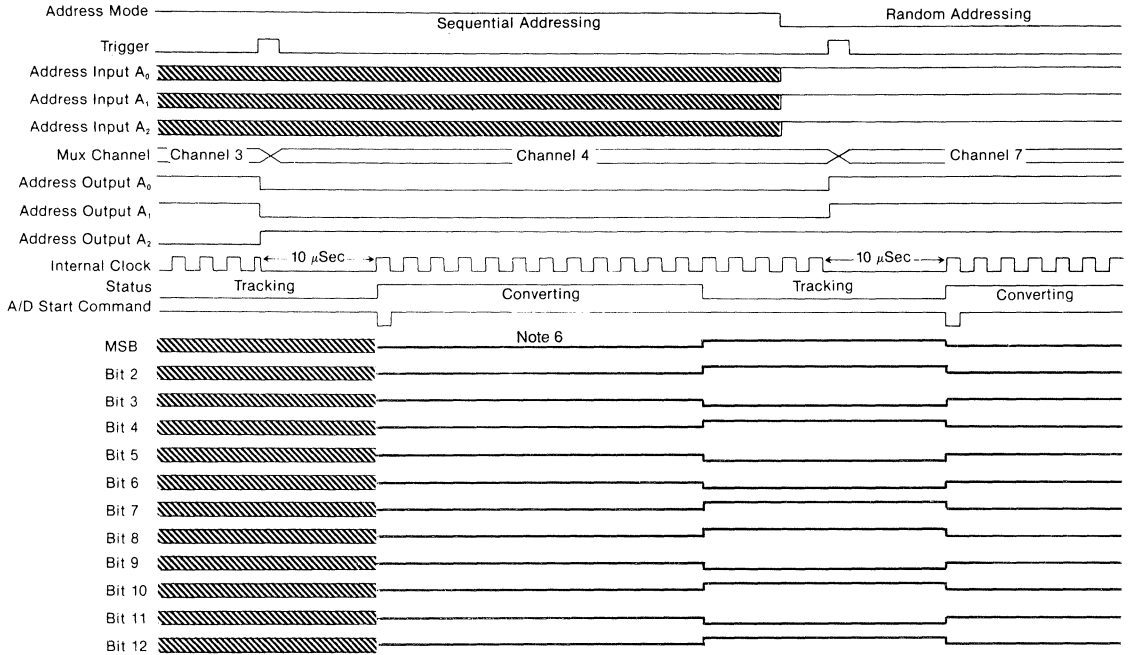 Address Mode Sequential Addressing Random Addressing
Trigger
Address Input A₀
Address Input A₁
Address Input A₂
Mux Channel Channel 3 Channel 4 Channel 7
Address Output A₀
Address Output A₁
Address Output A₂
Internal Clock 10 μSec 10 μSec
Status Tracking Converting Tracking Converting
A/D Start Command
MSB Note 6
Bit 2
Bit 3
Bit 4
Bit 5
Bit 6
Bit 7
Bit 8
Bit 9
Bit 10
Bit 11
Bit 12